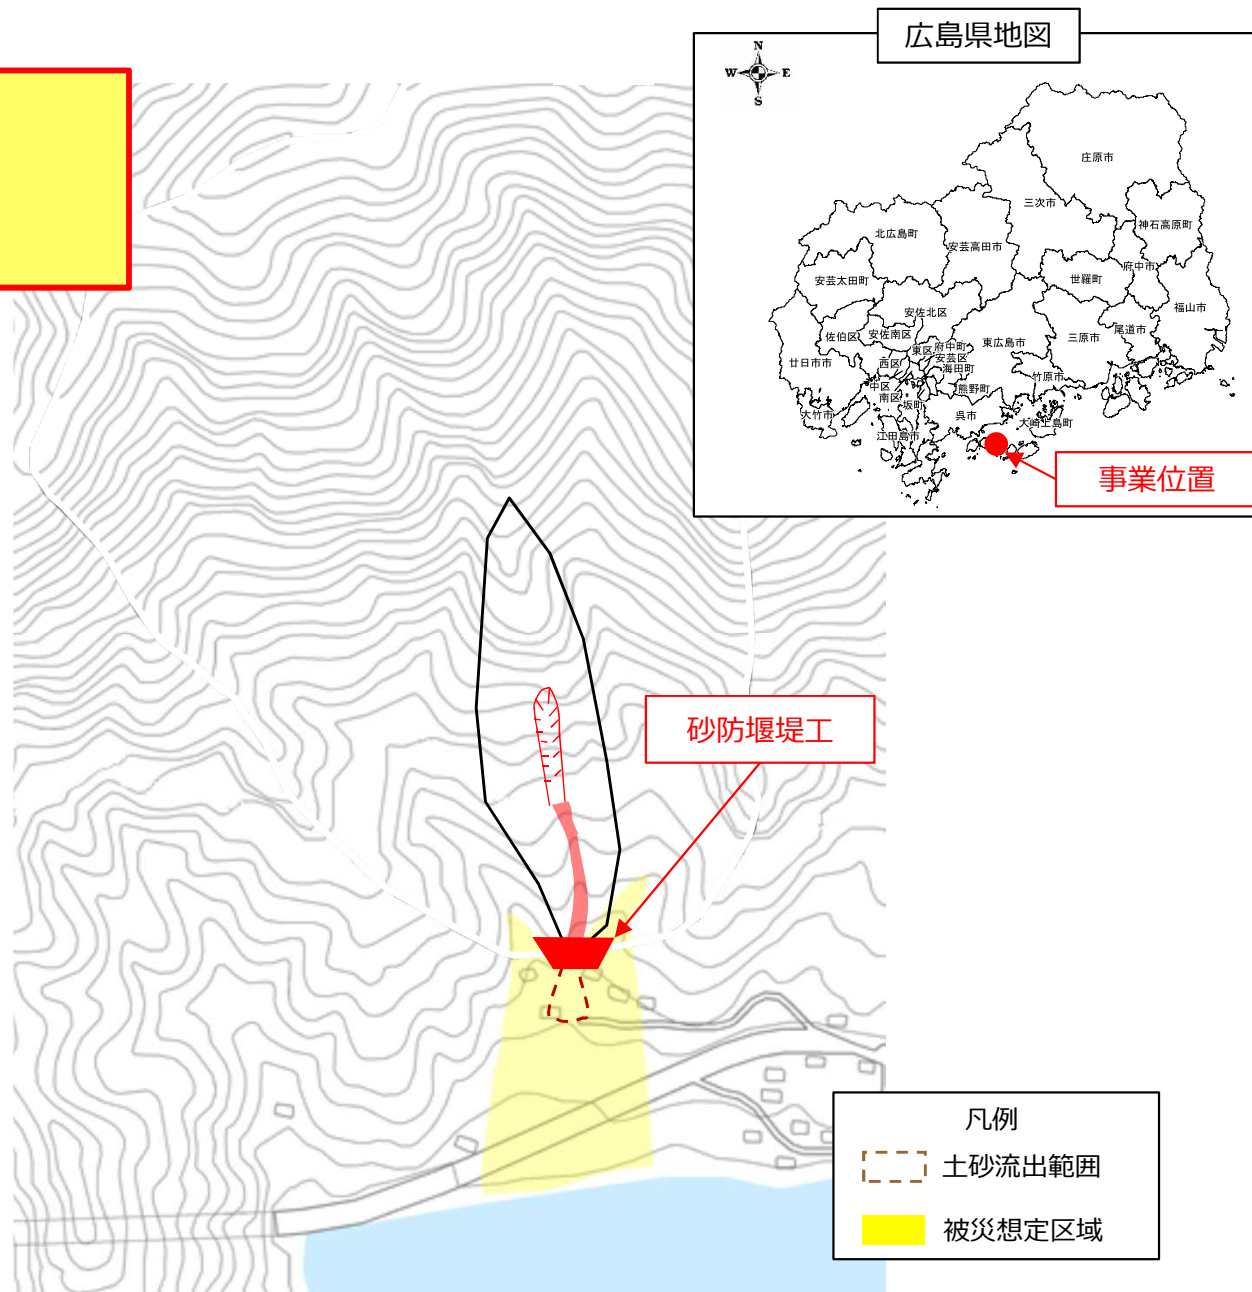 広島県地図
N
W E
S
庄原市
三次市
神石高原町
北広島町
安芸高田市
府中市
世羅町
安芸太田町
福山市
安佐北区
尾道市
佐伯区
安佐南区
三原市
東広島市
府中町
東区
安芸区
廿日市市
西区
海田町
竹原市
中区
熊野町
南区
坂町
大竹市
呉市
大崎上島町
江田島市
事業位置
砂防堰堤工
凡例
土砂流出範囲
被災想定区域